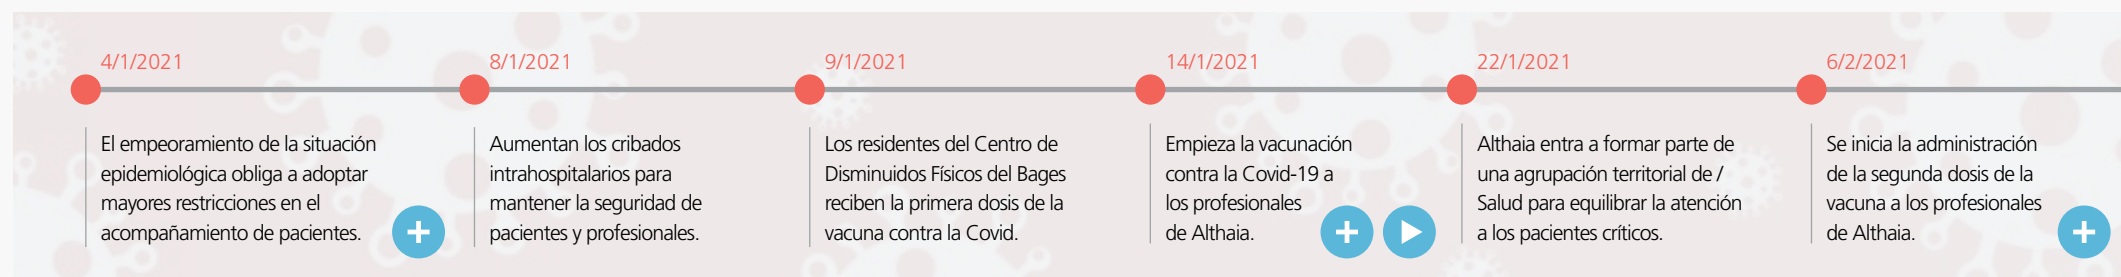 4/1/2021
El empeoramiento de la situación
epidemiológica obliga a adoptar
mayores restricciones en el
acompañamiento de pacientes.
8/1/2021
Aumentan los cribados
intrahospitalarios para
mantener la seguridad de
pacientes y profesionales.
9/1/2021
Los residentes del Centro de
Disminuidos Físicos del Bages
reciben la primera dosis de la
vacuna contra la Covid.
14/1/2021
Empieza la vacunación
contra la Covid-19 a
los profesionales
de Althaia.
22/1/2021
Althaia entra a formar parte de
una agrupación territorial de /
Salud para equilibrar la atención
a los pacientes críticos.
6/2/2021
Se inicia la administración
de la segunda dosis de la
vacuna a los profesionales
de Althaia.